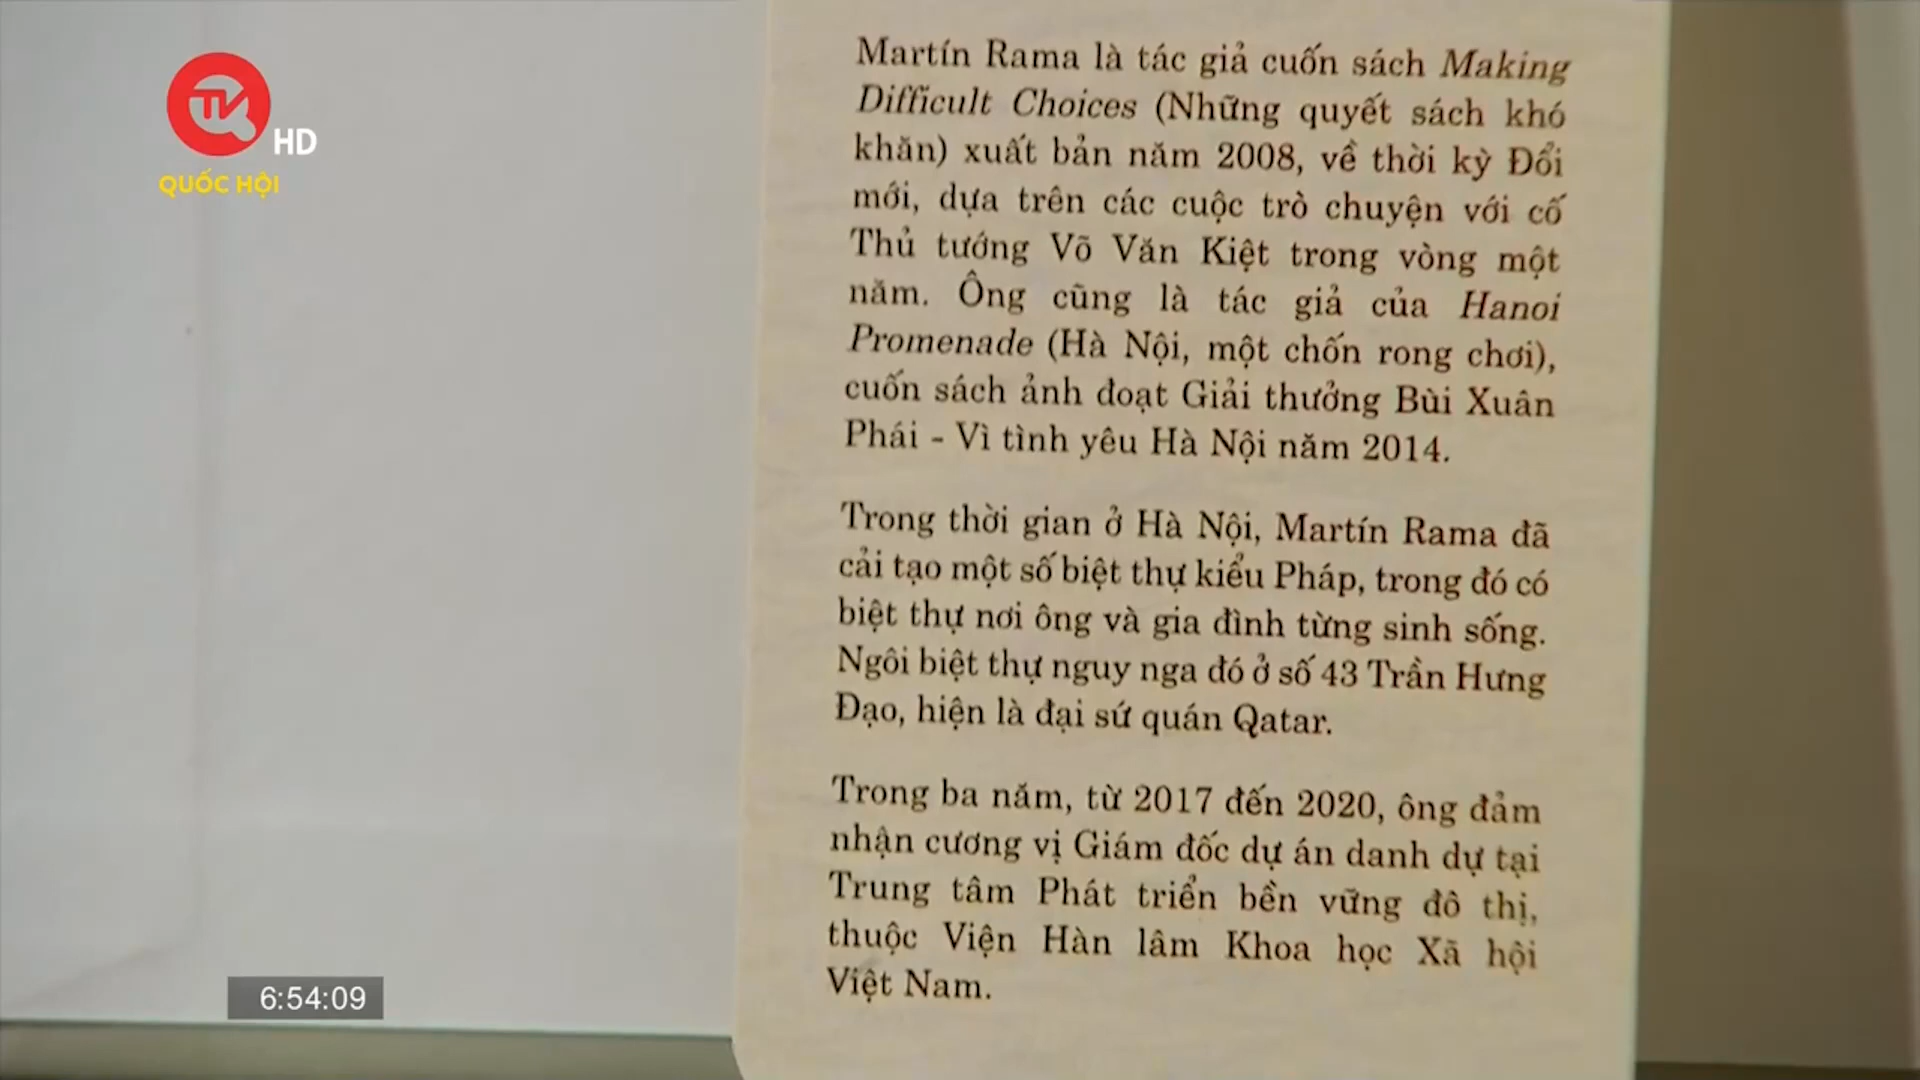 TV
HD
QUỐC HỘI
Martín Rama là tác giả cuốn sách Making
Difficult Choices (Những quyết sách khó
khăn) xuất bản năm 2008, về thời kỳ Đổi
mới, dựa trên các cuộc trò chuyện với cố
Thủ tướng Võ Văn Kiệt trong vòng một
năm. Ông cũng là tác giả của Hanoi
Promenade (Hà Nội, một chốn rong chơi),
cuốn sách ảnh đoạt Giải thưởng Bùi Xuân
Phái - Vì tình yêu Hà Nội năm 2014.
Trong thời gian ở Hà Nội, Martín Rama đã
cải tạo một số biệt thự kiểu Pháp, trong đó có
biệt thự nơi ông và gia đình từng sinh sống.
Ngôi biệt thự nguy nga đó ở số 43 Trần Hưng
Đạo, hiện là đại sứ quán Qatar.
Trong ba năm, từ 2017 đến 2020, ông đảm
nhận cương vị Giám đốc dự án danh dự tại
Trung tâm Phát triển bền vững đô thị,
thuộc Viện Hàn lâm Khoa học Xã hội
Việt Nam.
6:54:09